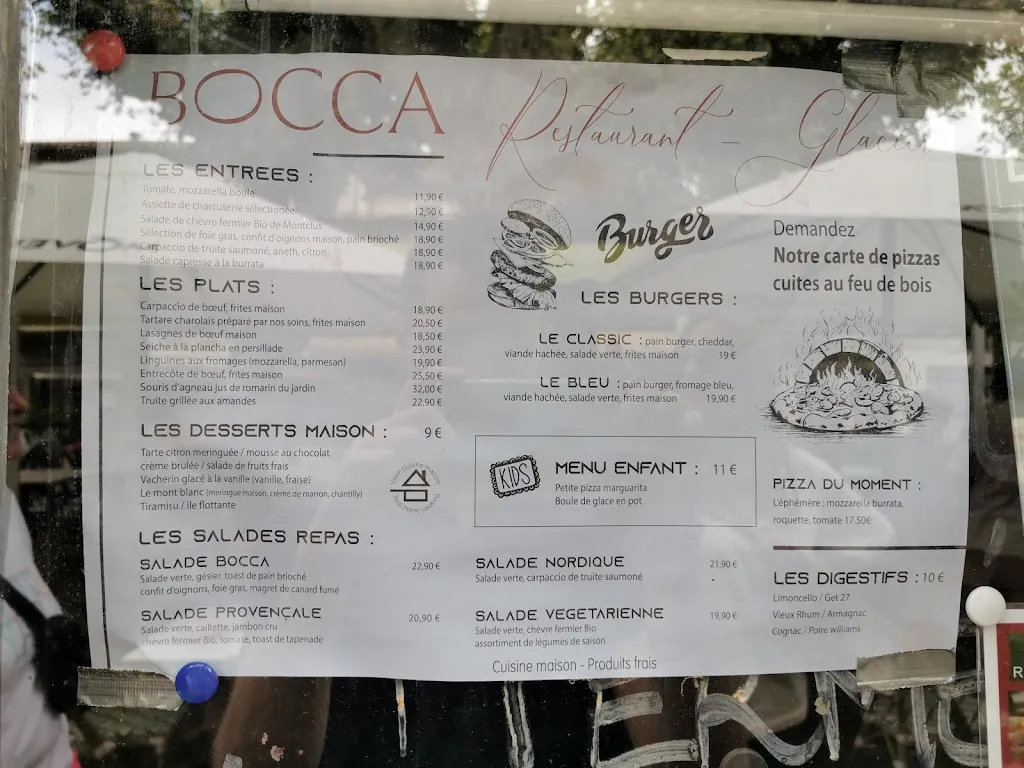 BOCCA
Restaurant - Glacier
LES ENTREES :
Tomate, mozzarella boule 11,90 €
Assiette de charcuterie sélectionée 12,90 €
Salade de chèvre fermier Bio de Montclus 14,90 €
Sélection de foie gras, confit d'oignons maison, pain brioché 18,90 €
Carpaccio de truite saumoné, aneth, citron 18,90 €
Salade capresse à la burrata 18,90 €
LES PLATS :
Carpaccio de bœuf, frites maison 18,90 €
Tartare charolais préparé par nos soins, frites maison 20,50 €
Lasagnes de bœuf maison 18,50 €
Seiche à la plancha en persillade 23,90 €
Linguines aux fromages (mozzarella, parmesan) 19,90 €
Entrecôte de bœuf, frites maison 25,50 €
Souris d'agneau jus de romarin du jardin 32,00 €
Truite grillée aux amandes 22,90 €
LES DESSERTS MAISON : 9 €
Tarte citron meringuée / mousse au chocolat
crème brulée / salade de fruits frais
Vacherin glacé à la vanille (vanille, fraise)
Le mont blanc (meringue maison, crème de marron, chantilly)
Tiramisu / île flottante
LES SALADES REPAS :
SALADE BOCCA 22,90 €
Salade verte, gésier, toast de pain brioché
confit d'oignons, foie gras, magret de canard fumé
SALADE PROVENÇALE 20,90 €
Salade verte, caillette, jambon cru
chèvre fermier Bio, tomate, toast de tapenade
Burger
LES BURGERS :
LE CLASSIC : pain burger, cheddar,
viande hachée, salade verte, frites maison 19 €
LE BLEU : pain burger, fromage bleu,
viande hachée, salade verte, frites maison 19,90 €
KIDS
MENU ENFANT : 11 €
Petite pizza marguarita
Boule de glace en pot
SALADE NORDIQUE 21,90 €
Salade verte, carpaccio de truite saumoné
SALADE VEGETARIENNE 19,90 €
Salade verte, chèvre fermier Bio
assortiment de légumes de saison
Cuisine maison - Produits frais
Demandez
Notre carte de pizzas
cuites au feu de bois
PIZZA DU MOMENT :
L'éphémère : mozzarella burrata,
roquette, tomate 17.50€
LES DIGESTIFS : 10 €
Limoncello / Get 27
Vieux Rhum / Armagnac
Cognac / Poire williams